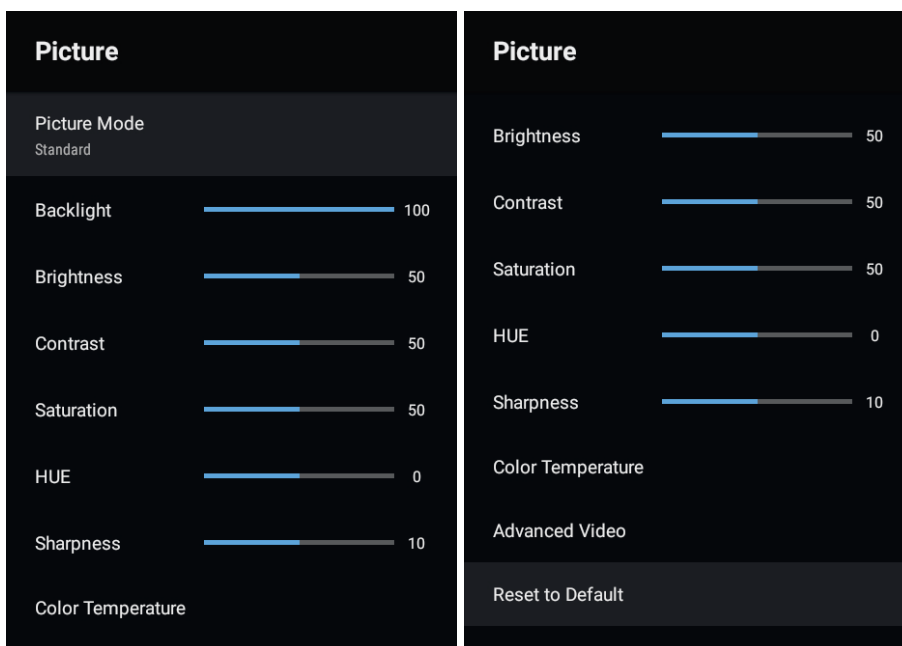 Picture
Picture Mode
Standard
Backlight 100
Brightness 50
Contrast 50
Saturation 50
HUE 0
Sharpness 10
Color Temperature
Picture
Brightness 50
Contrast 50
Saturation 50
HUE 0
Sharpness 10
Color Temperature
Advanced Video
Reset to Default